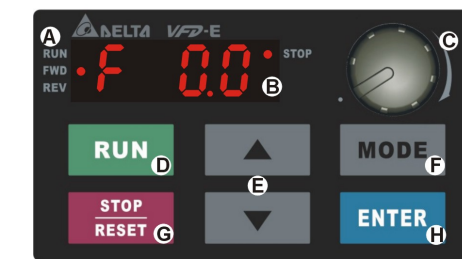 DELTA VFD-E
A
RUN
FWD
REV
F 0.0
STOP
B
C
RUN
D
E
MODE
F
STOP
RESET
G
ENTER
H